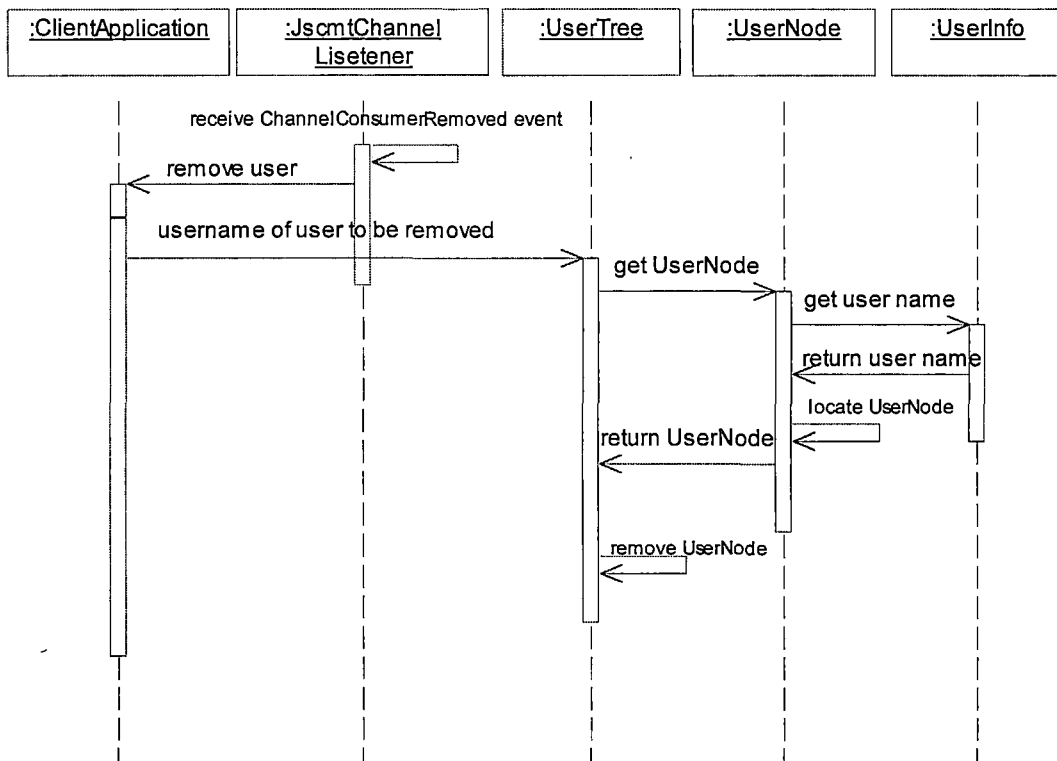 :ClientApplication
:JscmtChannel
Lisetener
:UserTree
:UserNode
:UserInfo
receive ChannelConsumerRemoved event
remove user
username of user to be removed
get UserNode
get user name
return user name
locate UserNode
return UserNode
remove UserNode